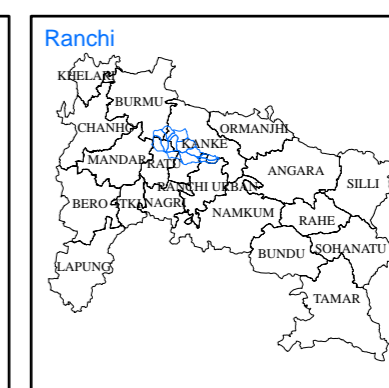 Ranchi
KHELARI
BURMU
CHANHO
ORMANJHI
KANKE
MANDAR
RATU
ANGARA
SILLI
RANCHI URBAN
BERO
ITKI
NAGRI
NAMKUM
RAHE
BUNDU
SOHANATU
LAPUNG
TAMAR